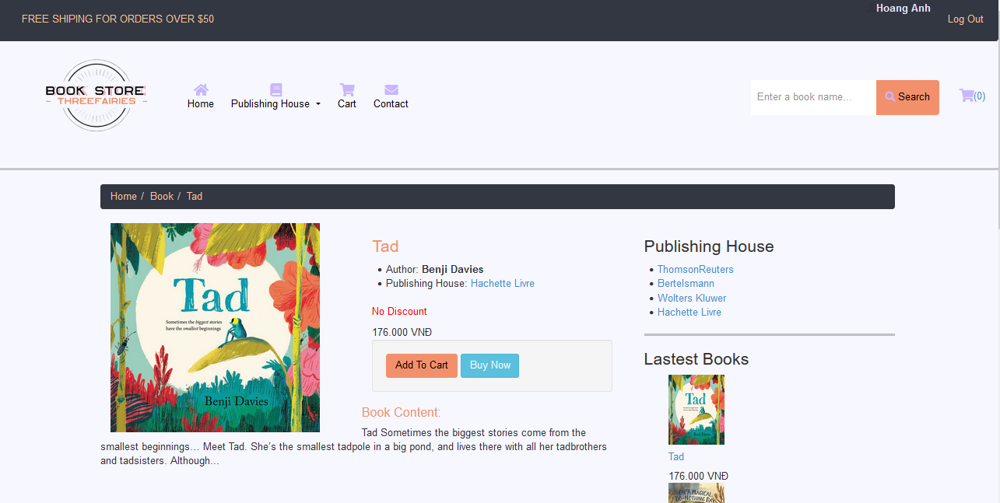 FREE SHIPING FOR ORDERS OVER $50
Hoang Anh
Log Out
BOOK STORE
- THREEFAIRIES -
Home
Publishing House
Cart
Contact
Enter a book name...
Search
(0)
Home / Book / Tad
Tad
Sometimes the biggest stories
have the smallest beginnings
Benji Davies
Tad
• Author: Benji Davies
• Publishing House: Hachette Livre
No Discount
176.000 VNĐ
Add To Cart
Buy Now
Book Content:
Tad Sometimes the biggest stories come from the
smallest beginnings… Meet Tad. She’s the smallest tadpole in a big pond, and lives there with all her tadbrothers
and tadsisters. Although...
Publishing House
• ThomsonReuters
• Bertelsmann
• Wolters Kluwer
• Hachette Livre
Lastest Books
Tad
Benji Davies
Tad
176.000 VNĐ
ON A MAGICAL
DO-NOTHING DAY